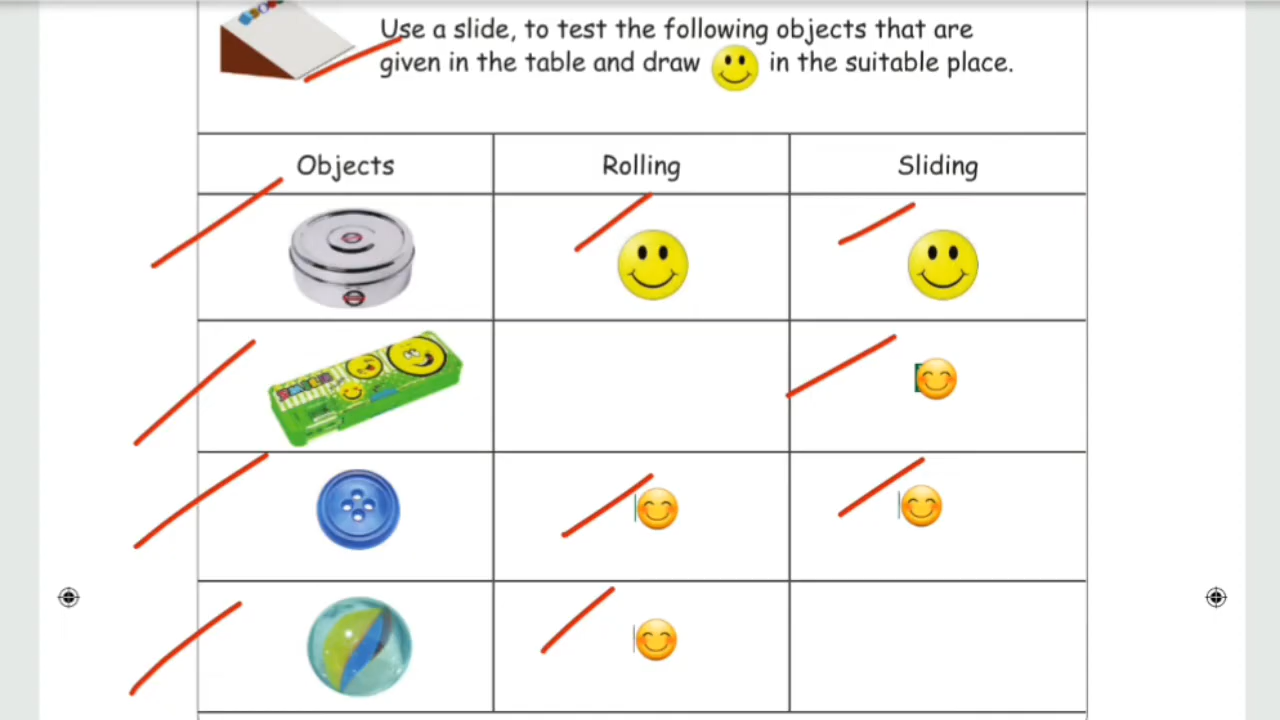 Use a slide, to test the following objects that are
given in the table and draw in the suitable place.
Objects Rolling Sliding